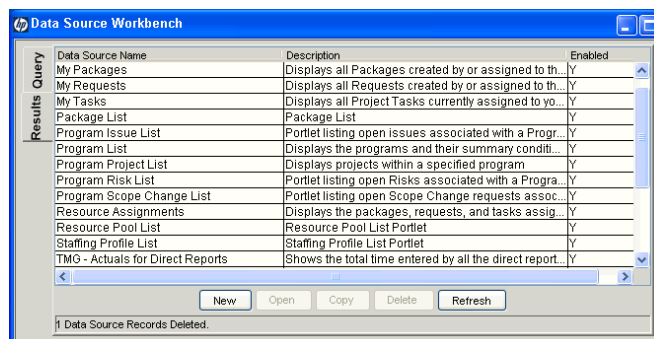 hp Data Source Workbench
Query
Results
Data Source Name Description Enabled
My Packages Displays all Packages created by or assigned to th... Y
My Requests Displays all Requests created by or assigned to th... Y
My Tasks Displays all Project Tasks currently assigned to yo... Y
Package List Package List Y
Program Issue List Portlet listing open issues associated with a Progr... Y
Program List Displays the programs and their summary conditi... Y
Program Project List Displays projects within a specified program Y
Program Risk List Portlet listing open Risks associated with a Progra... Y
Program Scope Change List Portlet listing open Scope Change requests assoc... Y
Resource Assignments Displays the packages, requests, and tasks assig... Y
Resource Pool List Resource Pool List Portlet Y
Staffing Profile List Staffing Profile List Portlet Y
TMG - Actuals for Direct Reports Shows the total time entered by all the direct report... Y
New Open Copy Delete Refresh
1 Data Source Records Deleted.